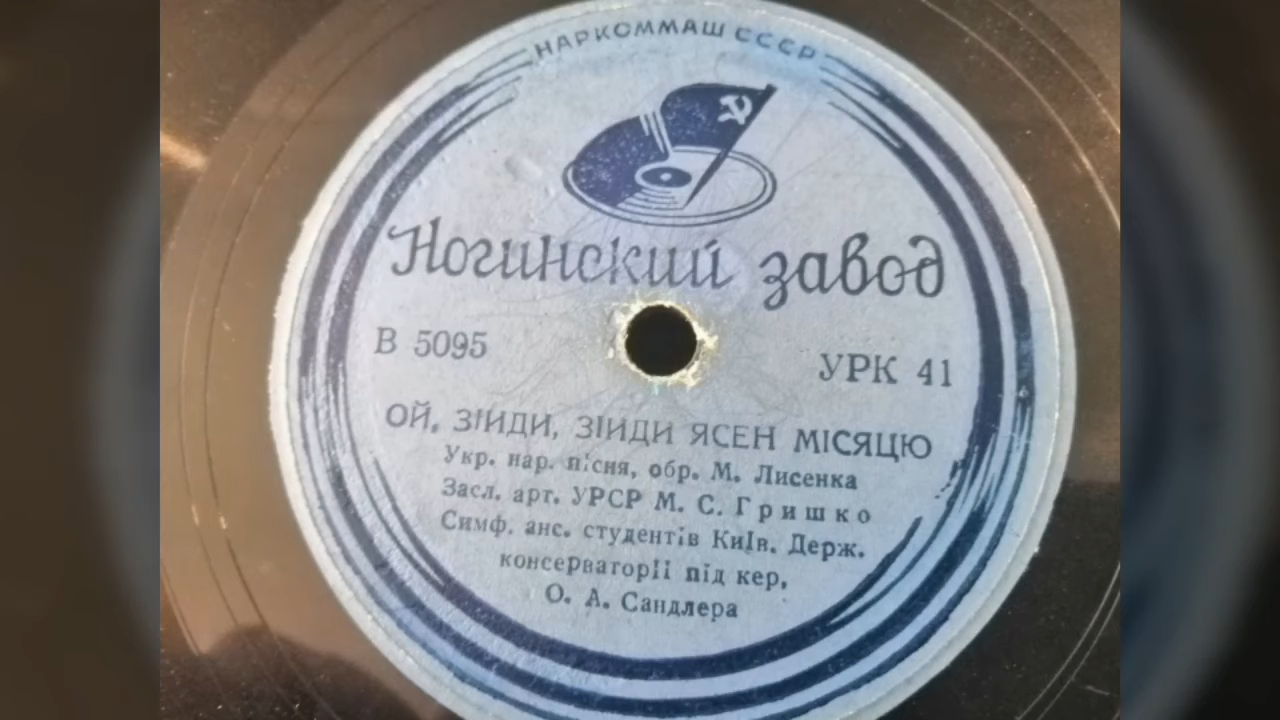 НАРКОММАШ СССР
Ногинский завод
В 5095
УРК 41
ОЙ, ЗІЙДИ, ЗІЙДИ ЯСЕН МІСЯЦЮ
Укр. нар. пісня, обр. М. Лисенка
Засл. арт. УРСР М. С. Гришко
Симф. анс. студентів Київ. Держ.
консерваторії під кер.
О. А. Сандлера